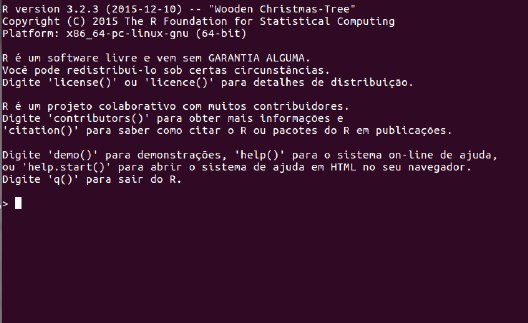 R version 3.2.3 (2015-12-10) -- "Wooden Christmas-Tree"
Copyright (C) 2015 The R Foundation for Statistical Computing
Platform: x86_64-pc-linux-gnu (64-bit)
R é um software livre e vem sem GARANTIA ALGUMA.
Você pode redistribuí-lo sob certas circunstâncias.
Digite 'license()' ou 'licence()' para detalhes de distribuição.
R é um projeto colaborativo com muitos contribuidores.
Digite 'contributors()' para obter mais informações e
'citation()' para saber como citar o R ou pacotes do R em publicações.
Digite 'demo()' para demonstrações, 'help()' para o sistema on-line de ajuda,
ou 'help.start()' para abrir o sistema de ajuda em HTML no seu navegador.
Digite 'q()' para sair do R.
>